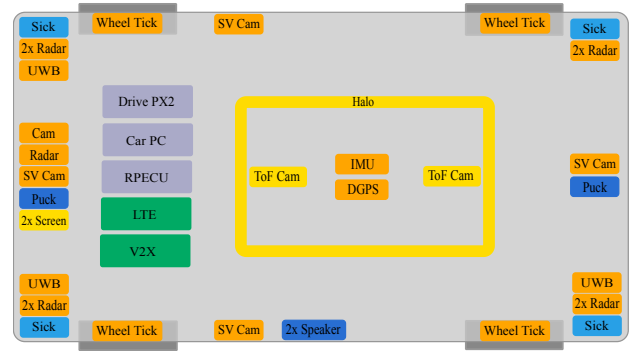 Sick
Wheel Tick
SV Cam
Wheel Tick
Sick
2x Radar
2x Radar
UWB
Drive PX2
Halo
Cam
Car PC
Radar
IMU
SV Cam
SV Cam
RPECU
ToF Cam
ToF Cam
DGPS
Puck
Puck
2x Screen
LTE
V2X
UWB
UWB
2x Radar
2x Radar
Sick
Wheel Tick
SV Cam
2x Speaker
Wheel Tick
Sick